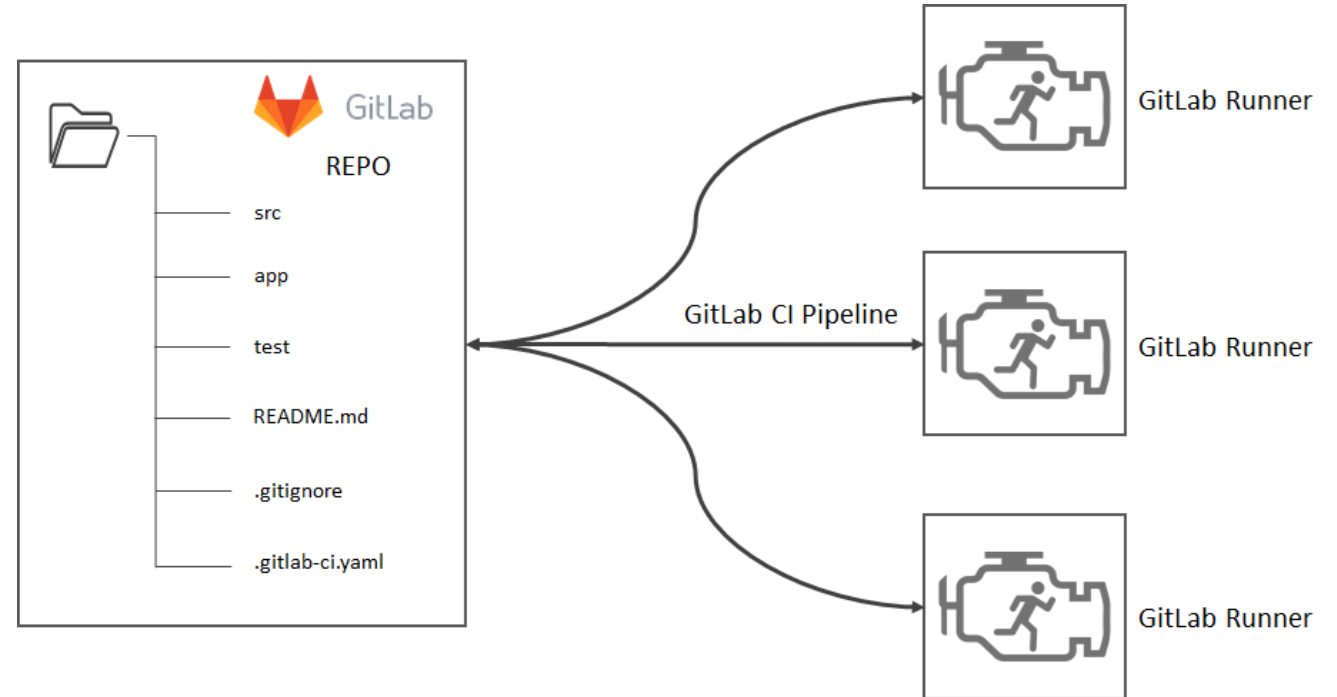 GitLab
REPO
src
app
test
README.md
.gitignore
.gitlab-ci.yaml
GitLab CI Pipeline
GitLab Runner
GitLab Runner
GitLab Runner